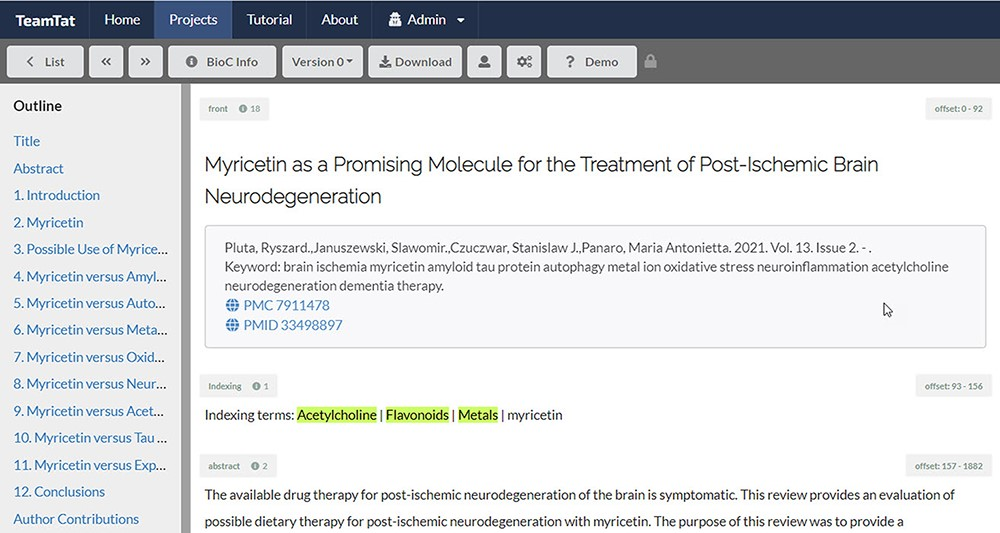 TeamTat Home Projects Tutorial About Admin
List « » BioC Info Version 0 Download ? Demo
Outline
Title
Abstract
1. Introduction
2. Myricetin
3. Possible Use of Myrice...
4. Myricetin versus Amyl...
5. Myricetin versus Auto...
6. Myricetin versus Meta...
7. Myricetin versus Oxid...
8. Myricetin versus Neur...
9. Myricetin versus Acet...
10. Myricetin versus Tau ...
11. Myricetin versus Exp...
12. Conclusions
Author Contributions
front 18 offset: 0 - 92
Myricetin as a Promising Molecule for the Treatment of Post-Ischemic Brain
Neurodegeneration
Pluta, Ryszard.,Januszewski, Slawomir.,Czuczwar, Stanislaw J.,Panaro, Maria Antonietta. 2021. Vol. 13. Issue 2. - .
Keyword: brain ischemia myricetin amyloid tau protein autophagy metal ion oxidative stress neuroinflammation acetylcholine
neurodegeneration dementia therapy.
PMC 7911478
PMID 33498897
Indexing 1 offset: 93 - 156
Indexing terms: Acetylcholine | Flavonoids | Metals | myricetin
abstract 2 offset: 157 - 1882
The available drug therapy for post-ischemic neurodegeneration of the brain is symptomatic. This review provides an evaluation of
possible dietary therapy for post-ischemic neurodegeneration with myricetin. The purpose of this review was to provide a